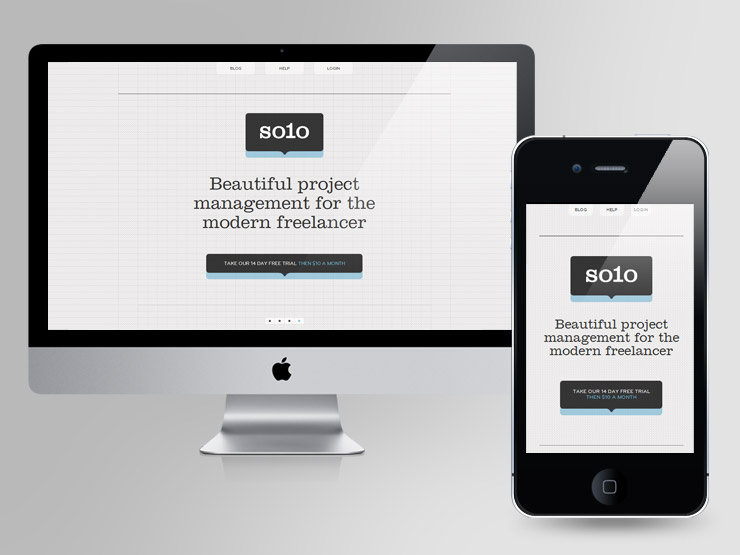 BLOG HELP LOGIN
solo
Beautiful project
management for the
modern freelancer
TAKE OUR 14 DAY FREE TRIAL THEN $10 A MONTH
BLOG HELP LOGIN
solo
Beautiful project
management for the
modern freelancer
TAKE OUR 14 DAY FREE TRIAL
THEN $10 A MONTH